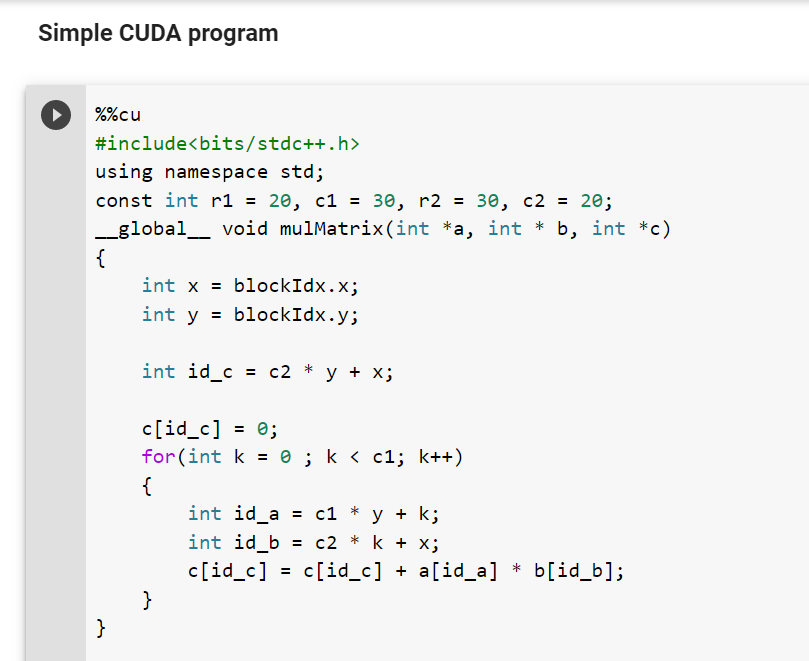 Simple CUDA program
%%cu
#include<bits/stdc++.h>
using namespace std;
const int r1 = 20, c1 = 30, r2 = 30, c2 = 20;
__global__ void mulMatrix(int *a, int * b, int *c)
{
    int x = blockIdx.x;
    int y = blockIdx.y;
    int id_c = c2 * y + x;
    c[id_c] = 0;
    for(int k = 0 ; k < c1; k++)
    {
        int id_a = c1 * y + k;
        int id_b = c2 * k + x;
        c[id_c] = c[id_c] + a[id_a] * b[id_b];
    }
}